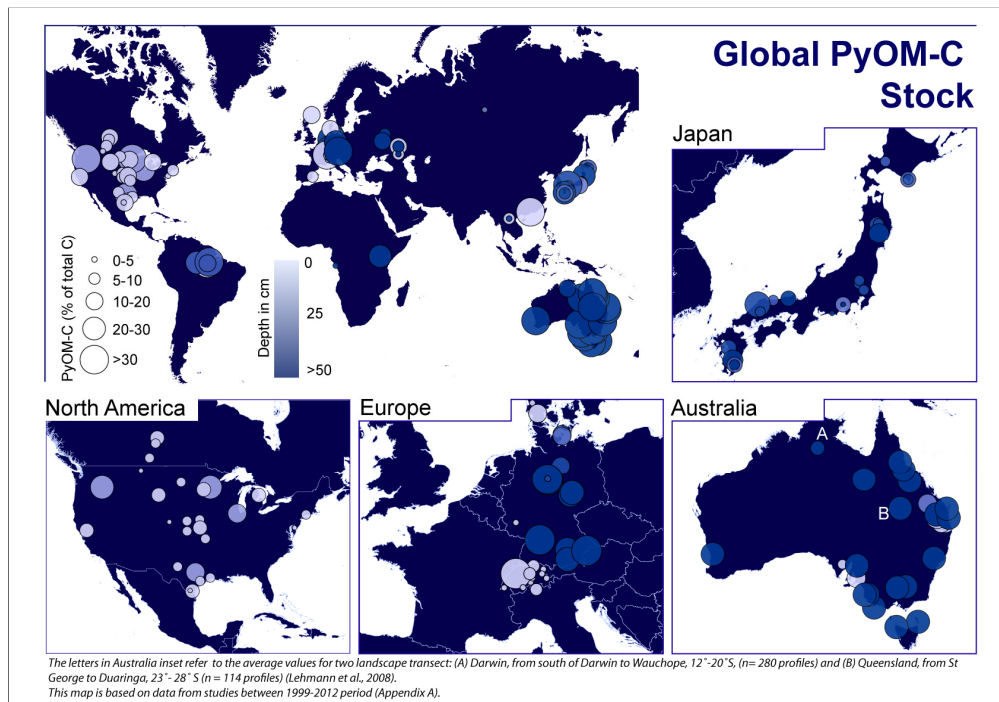 Global PyOM-C
Stock
Japan
PyOM-C (% of total C)
0-5
5-10
10-20
20-30
>30
Depth in cm
0
25
>50
North America
Europe
Australia
A
B
The letters in Australia inset refer to the average values for two landscape transect: (A) Darwin, from south of Darwin to Wauchope, 12˚-20˚S, (n= 280 profiles) and (B) Queensland, from St
George to Duaringa, 23˚- 28˚ S (n = 114 profiles) (Lehmann et al., 2008).
This map is based on data from studies between 1999-2012 period (Appendix A).